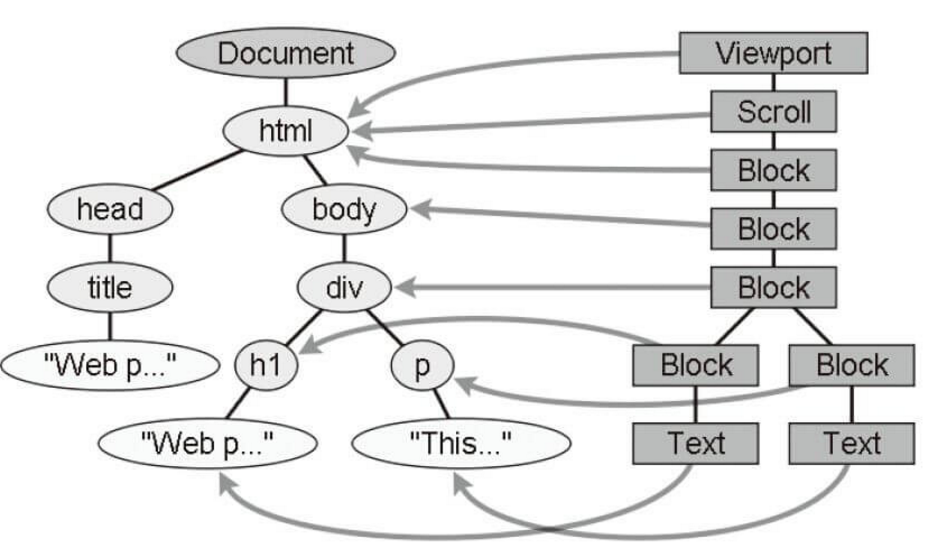 Document
Viewport
html
Scroll
Block
head
body
Block
title
div
Block
"Web p..."
h1
p
Block
Block
"Web p..."
"This..."
Text
Text